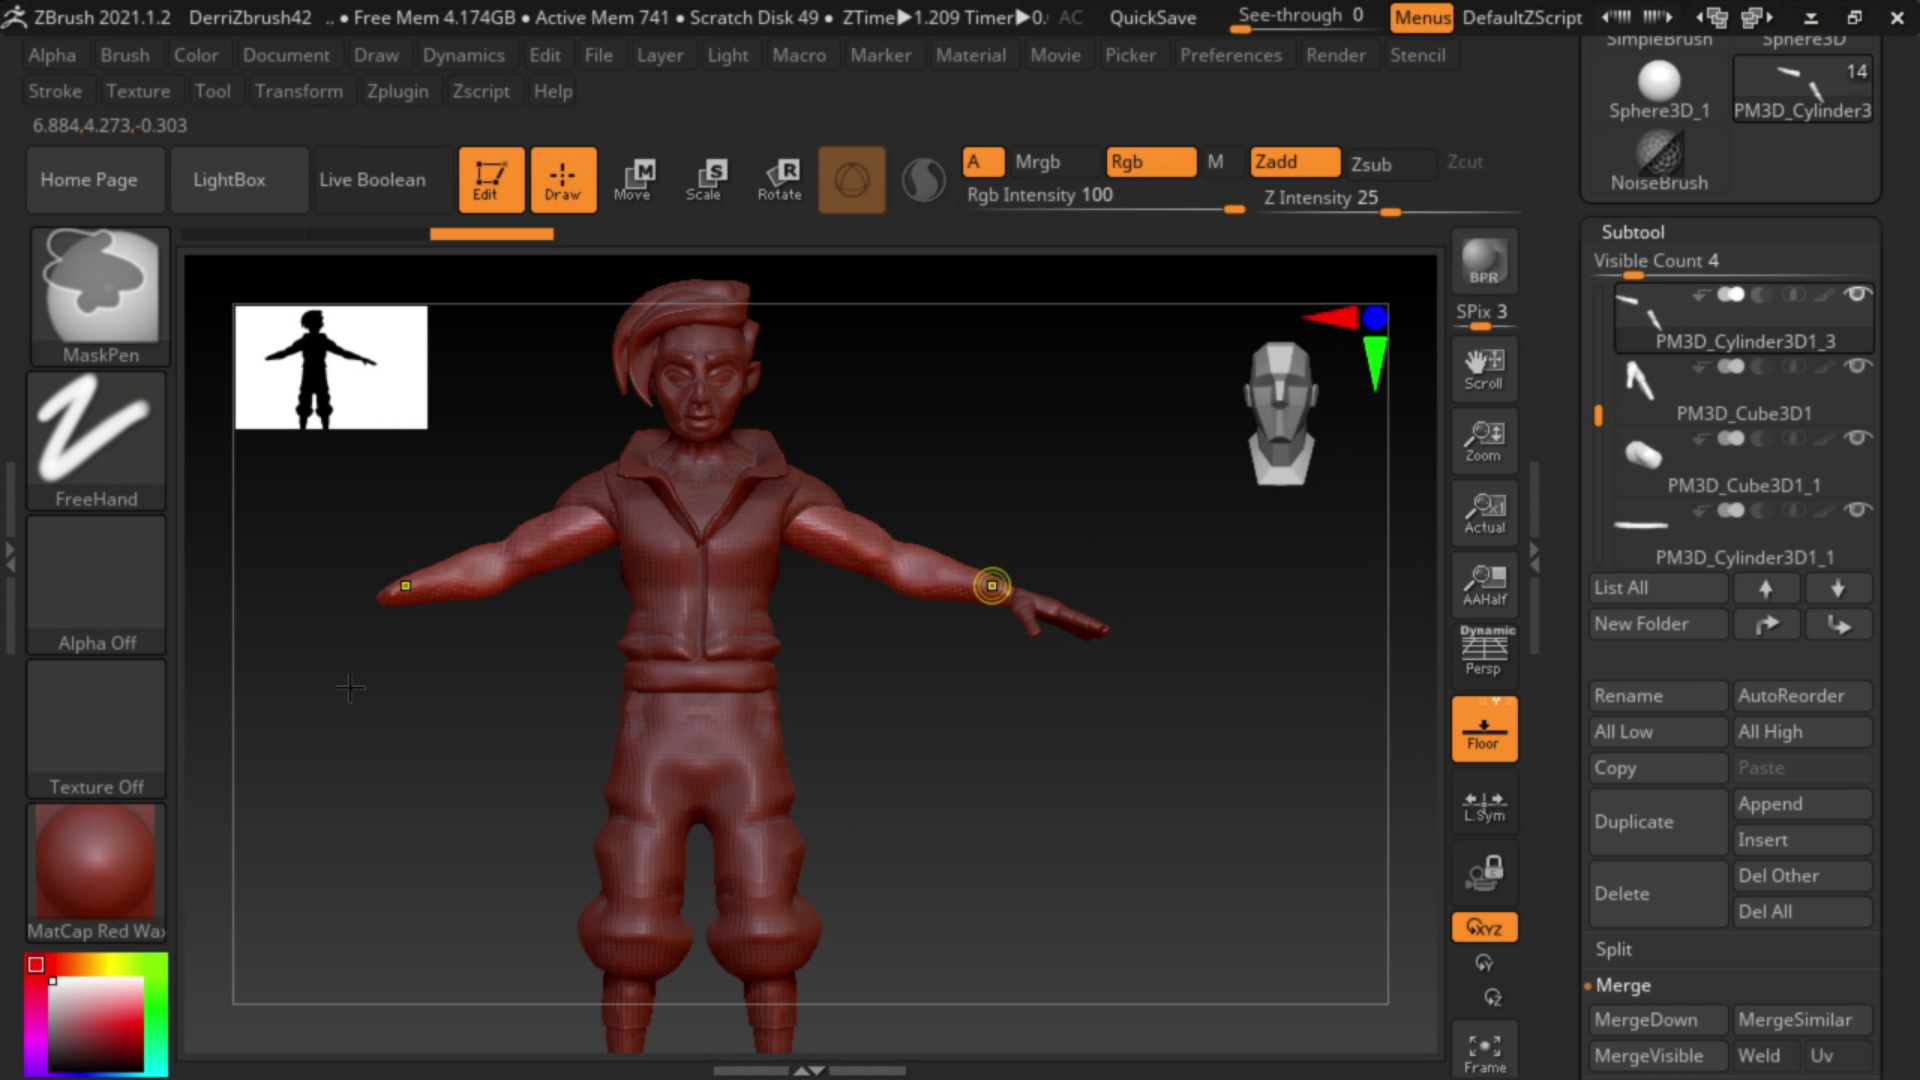 ZBrush 2021.1.2 DerriZbrush42 .. ● Free Mem 4.174GB ● Active Mem 741 ● Scratch Disk 49 ● ZTime▶1.209 Timer▶0. AC QuickSave See-through 0 Menus DefaultZScript
Alpha Brush Color Document Draw Dynamics Edit File Layer Light Macro Marker Material Movie Picker Preferences Render Stencil
Stroke Texture Tool Transform Zplugin Zscript Help
6.884,4.273,-0.303
Home Page LightBox Live Boolean Edit Draw Move Scale Rotate
A Mrgb Rgb M Zadd Zsub Zcut
Rgb Intensity 100 Z Intensity 25
MaskPen
FreeHand
Alpha Off
Texture Off
MatCap Red Wax
BPR
SPix 3
Scroll
Zoom
Actual
AAHalf
Dynamic
Persp
Floor
L.Sym
XYZ
Y
Z
Frame
SimpleBrush Sphere3D
14
Sphere3D_1 PM3D_Cylinder3
NoiseBrush
Subtool
Visible Count 4
PM3D_Cylinder3D1_3
PM3D_Cube3D1
PM3D_Cube3D1_1
PM3D_Cylinder3D1_1
List All
New Folder
Rename AutoReorder
All Low All High
Copy Paste
Duplicate Append
Insert
Delete Del Other
Del All
Split
Merge
MergeDown MergeSimilar
MergeVisible Weld Uv